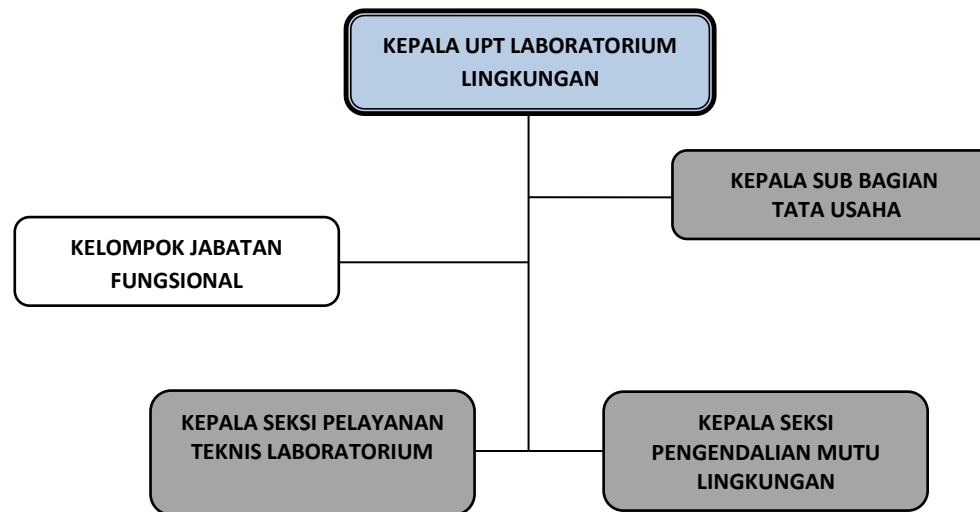 KEPALA UPT LABORATORIUM
LINGKUNGAN
KEPALA SUB BAGIAN
TATA USAHA
KELOMPOK JABATAN
FUNGSIONAL
KEPALA SEKSI PELAYANAN
TEKNIS LABORATORIUM
KEPALA SEKSI
PENGENDALIAN MUTU
LINGKUNGAN